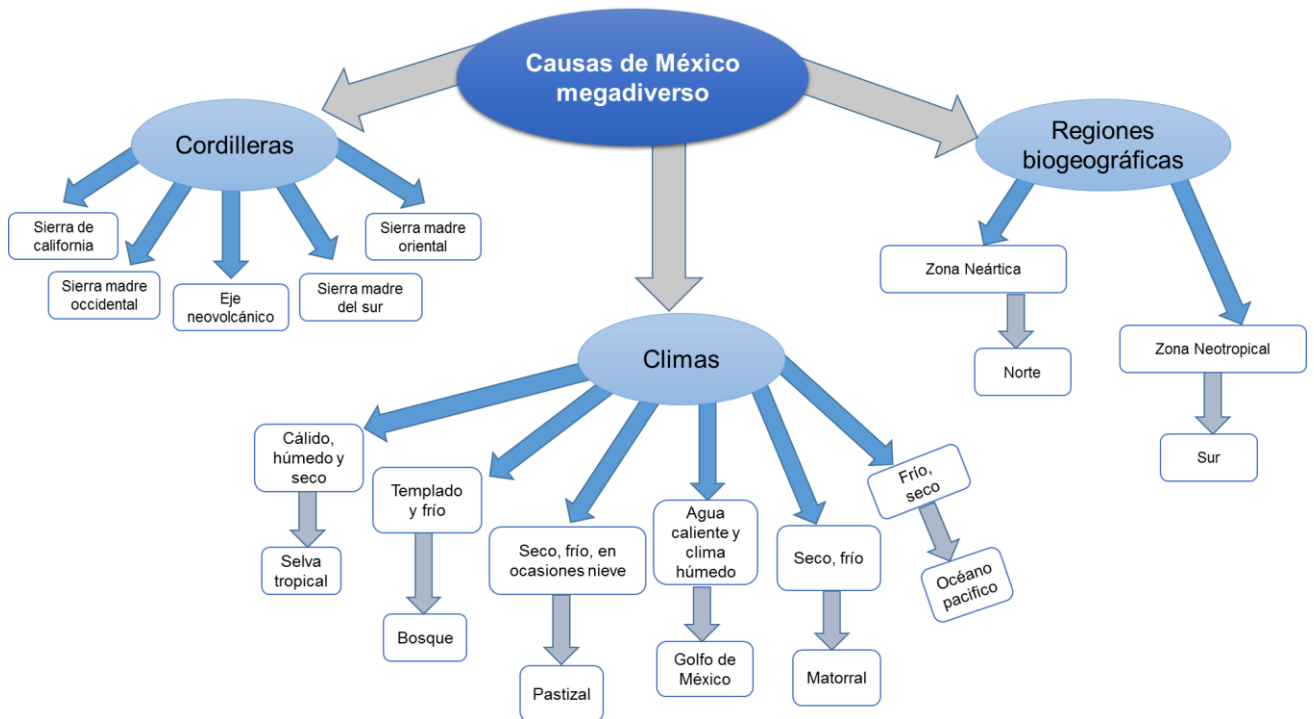 Causas de México
megadiverso
Cordilleras
Sierra de
california
Sierra madre
occidental
Eje
neovolcánico
Sierra madre
del sur
Sierra madre
oriental
Regiones
biogeográficas
Zona Neártica
Norte
Zona Neotropical
Sur
Climas
Cálido,
húmedo y
seco
Selva
tropical
Templado
y frío
Bosque
Seco, frío, en
ocasiones nieve
Pastizal
Agua
caliente y
clima
húmedo
Golfo de
México
Seco, frío
Matorral
Frío,
seco
Océano
pacifico